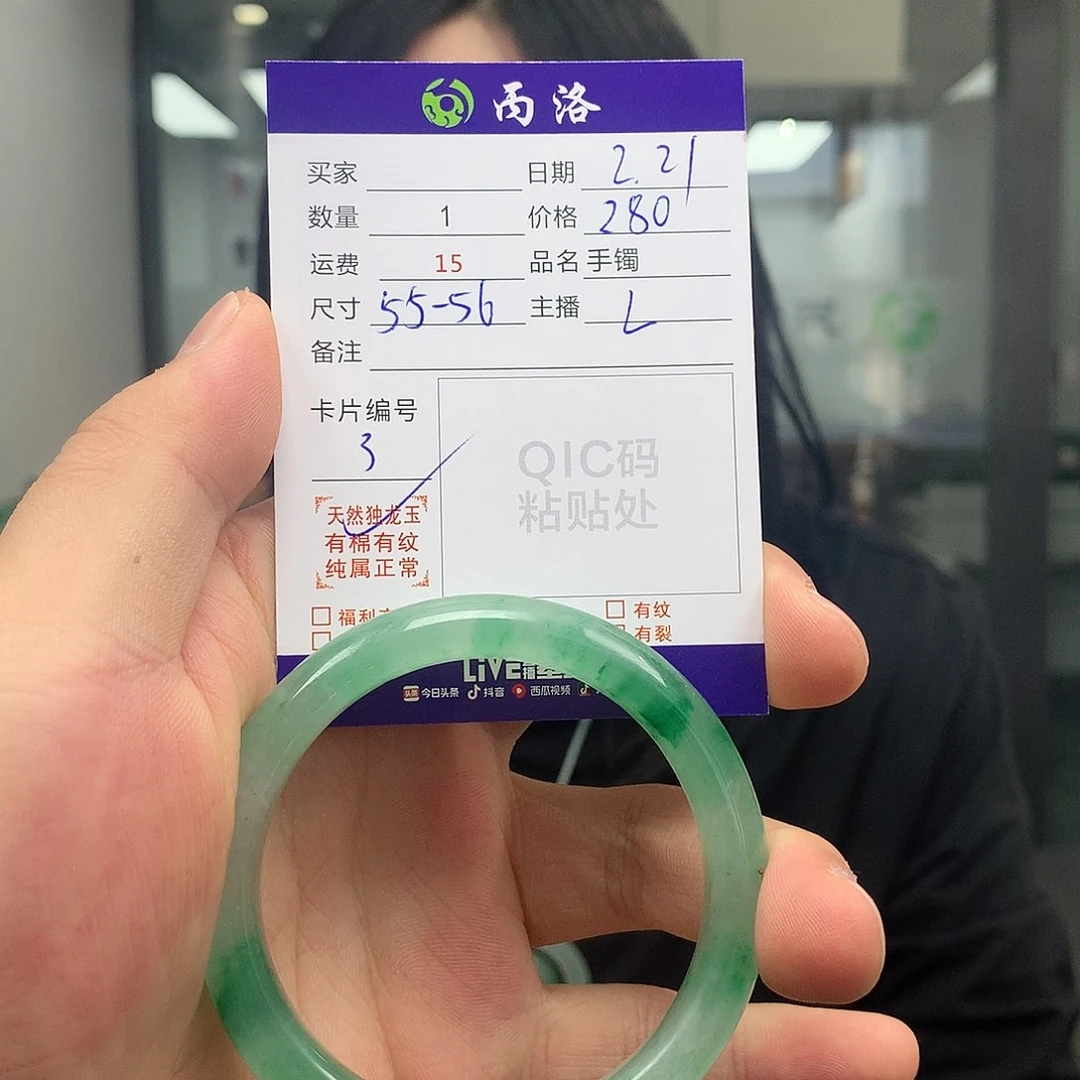 丙洛
买家 日期 2.21
数量 1 价格 280
运费 15 品名 手镯
尺寸 55-56 主播 L
备注
卡片编号
3
QIC码
粘贴处
天然独龙玉
有棉有纹
纯属正常
福利 有纹
有裂
LIVE
今日头条 抖音 西瓜视频